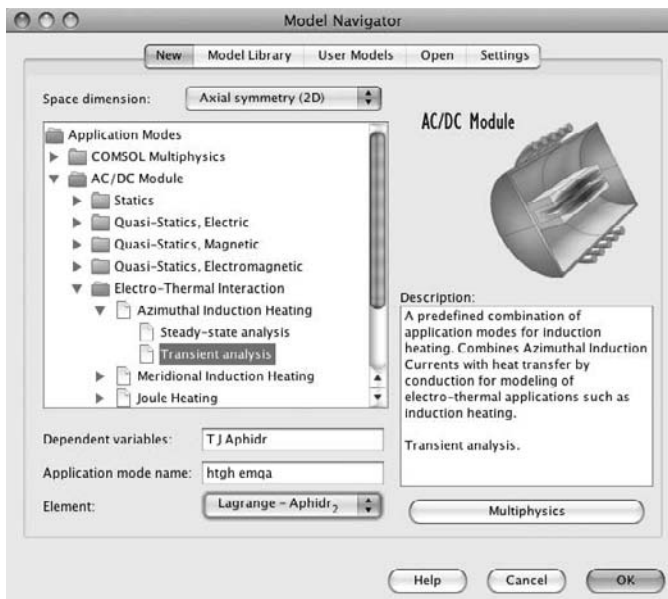 Model Navigator
New Model Library User Models Open Settings
Space dimension: Axial symmetry (2D)
Application Modes
COMSOL Multiphysics
AC/DC Module
Statics
Quasi-Statics, Electric
Quasi-Statics, Magnetic
Quasi-Statics, Electromagnetic
Electro-Thermal Interaction
Azimuthal Induction Heating
Steady-state analysis
Transient analysis
Meridional Induction Heating
Joule Heating
Dependent variables: T J Aphidr
Application mode name: htgh emqa
Element: Lagrange - Aphidr₂
AC/DC Module
Description:
A predefined combination of
application modes for induction
heating. Combines Azimuthal Induction
Currents with heat transfer by
conduction for modeling of
electro-thermal applications such as
induction heating.
Transient analysis.
Multiphysics
Help Cancel OK